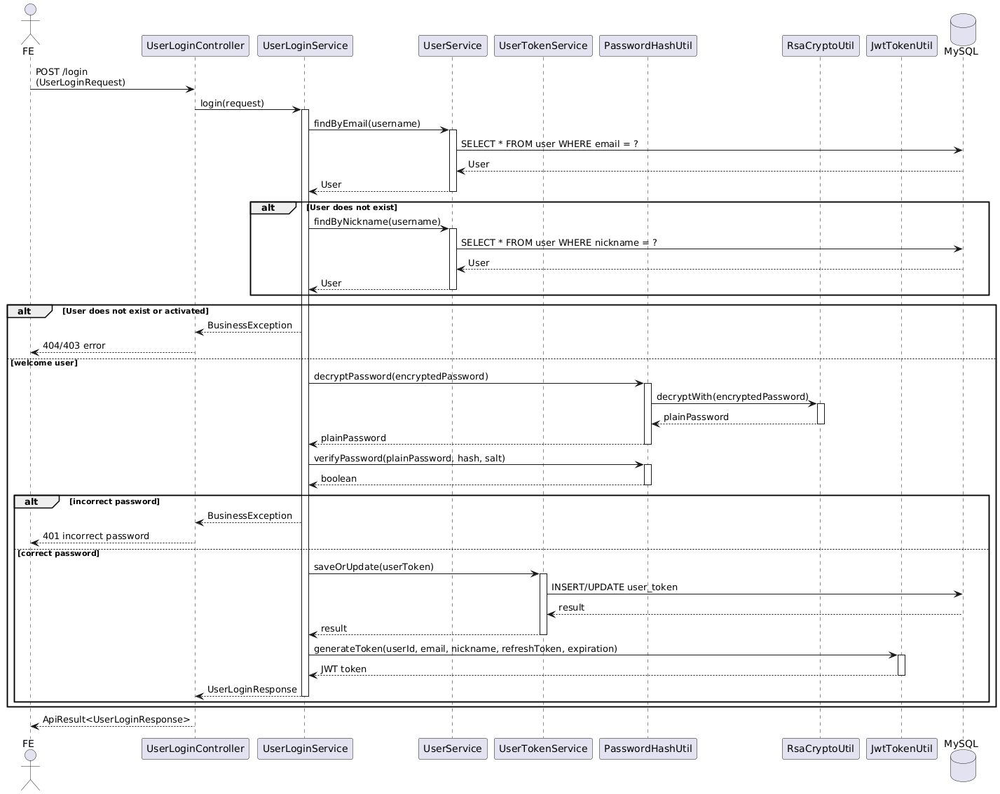 FE
UserLoginController
UserLoginService
UserService
UserTokenService
PasswordHashUtil
RsaCryptoUtil
JwtTokenUtil
MySQL
POST /login
(UserLoginRequest)
login(request)
findByEmail(username)
SELECT * FROM user WHERE email = ?
User
User
alt
[User does not exist]
findByNickname(username)
SELECT * FROM user WHERE nickname = ?
User
User
alt
[User does not exist or activated]
BusinessException
404/403 error
[welcome user]
decryptPassword(encryptedPassword)
decryptWith(encryptedPassword)
plainPassword
plainPassword
verifyPassword(plainPassword, hash, salt)
boolean
alt
[incorrect password]
BusinessException
401 incorrect password
[correct password]
saveOrUpdate(userToken)
INSERT/UPDATE user_token
result
result
generateToken(userId, email, nickname, refreshToken, expiration)
JWT token
UserLoginResponse
ApiResult<UserLoginResponse>
FE
UserLoginController
UserLoginService
UserService
UserTokenService
PasswordHashUtil
RsaCryptoUtil
JwtTokenUtil
MySQL